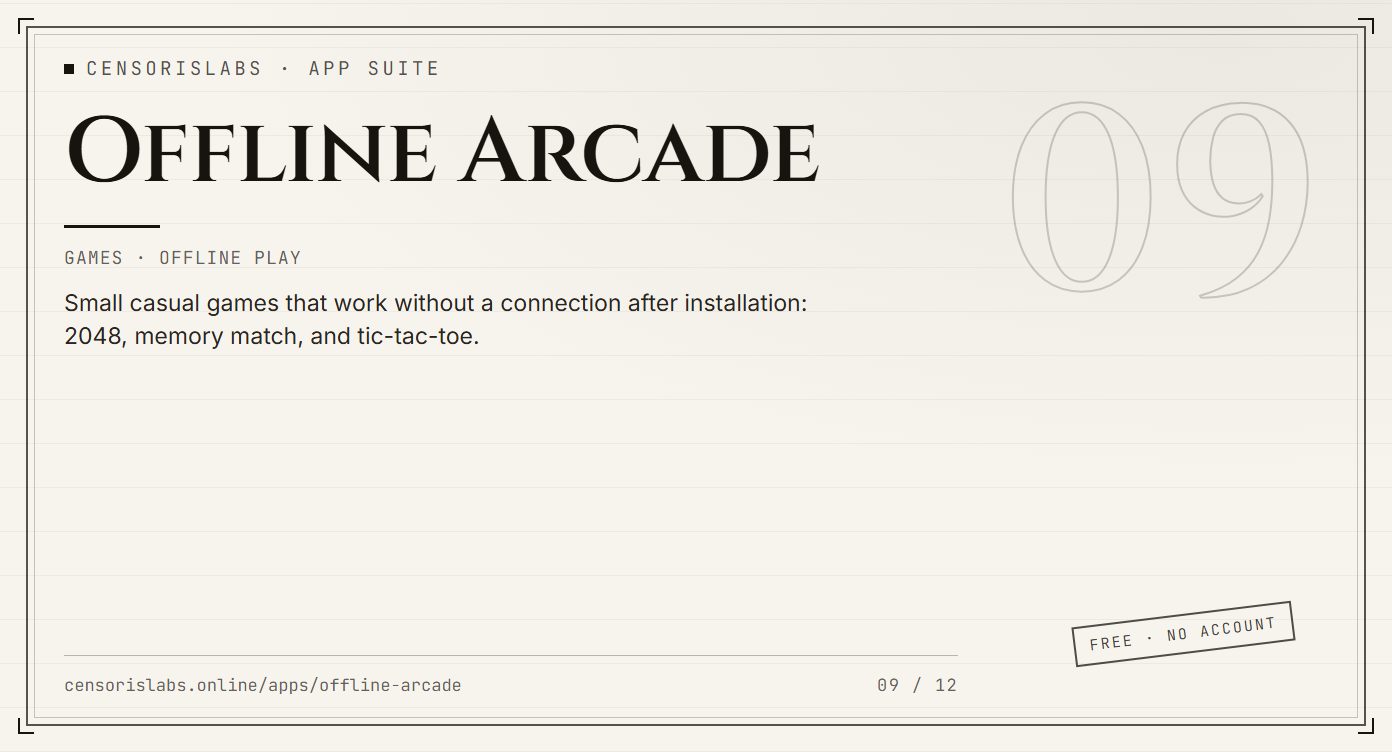 CENSORISLABS · APP SUITE
OFFLINE ARCADE
09
GAMES · OFFLINE PLAY
Small casual games that work without a connection after installation:
2048, memory match, and tic-tac-toe.
FREE · NO ACCOUNT
censorislabs.online/apps/offline-arcade
09 / 12